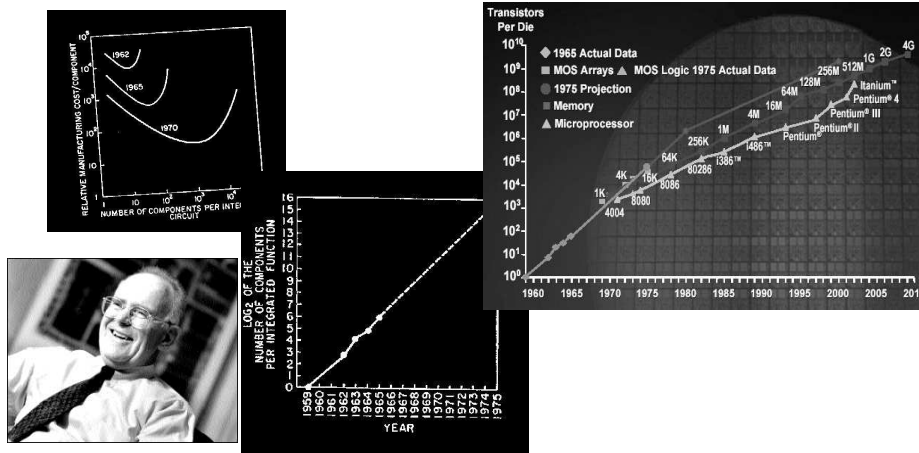 RELATIVE MANUFACTURING COST/COMPONENT
10⁵
10⁴
10³
10²
10
1962
1965
1970
1
10
10²
10³
10⁴
NUMBER OF COMPONENTS PER INTE
CIRCUIT
LOG₂ OF THE
NUMBER OF COMPONENTS
PER INTEGRATED FUNCTION
16
15
14
13
12
11
10
9
8
7
6
5
4
3
2
1
0
1959
1960
1961
1962
1963
1964
1965
1966
1967
1968
1969
1970
1971
1972
1973
1974
1975
YEAR
Transistors
Per Die
10¹⁰
10⁹
10⁸
10⁷
10⁶
10⁵
10⁴
10³
10²
10¹
10⁰
1965 Actual Data
MOS Arrays MOS Logic 1975 Actual Data
1975 Projection
Memory
Microprocessor
1K
4K
16K
64K
256K
1M
4M
16M
64M
128M
256M
512M
1G
2G
4G
4004
8080
8086
80286
i386™
i486™
Pentium®
Pentium® II
Pentium® III
Pentium® 4
Itanium™
1960 1965 1970 1975 1980 1985 1990 1995 2000 2005 201